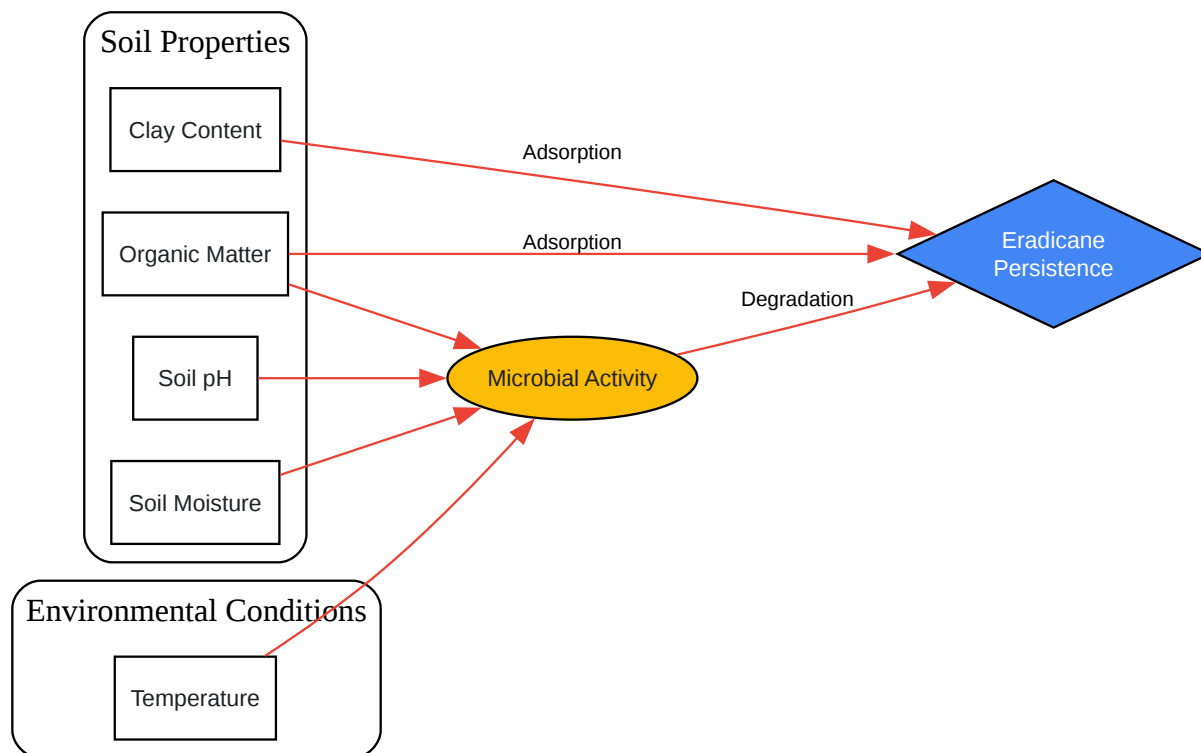 Soil Properties
Clay Content
Adsorption
Organic Matter
Adsorption
Eradicane
Persistence
Degradation
Soil pH
Microbial Activity
Soil Moisture
Environmental Conditions
Temperature